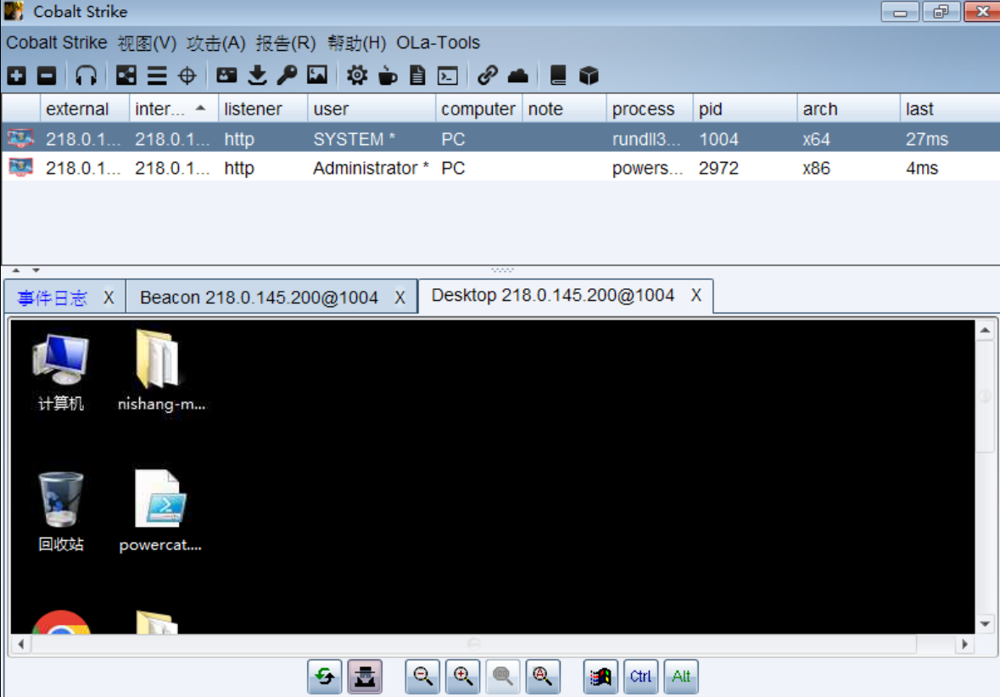 Cobalt Strike
Cobalt Strike 视图(V) 攻击(A) 报告(R) 帮助(H) OLa-Tools
external inter... listener user computer note process pid arch last
218.0.1... 218.0.1... http SYSTEM * PC rundll3... 1004 x64 27ms
218.0.1... 218.0.1... http Administrator * PC powers... 2972 x86 4ms
事件日志 X Beacon 218.0.145.200@1004 X Desktop 218.0.145.200@1004 X
计算机 nishang-m...
回收站 powercat....
Ctrl Alt